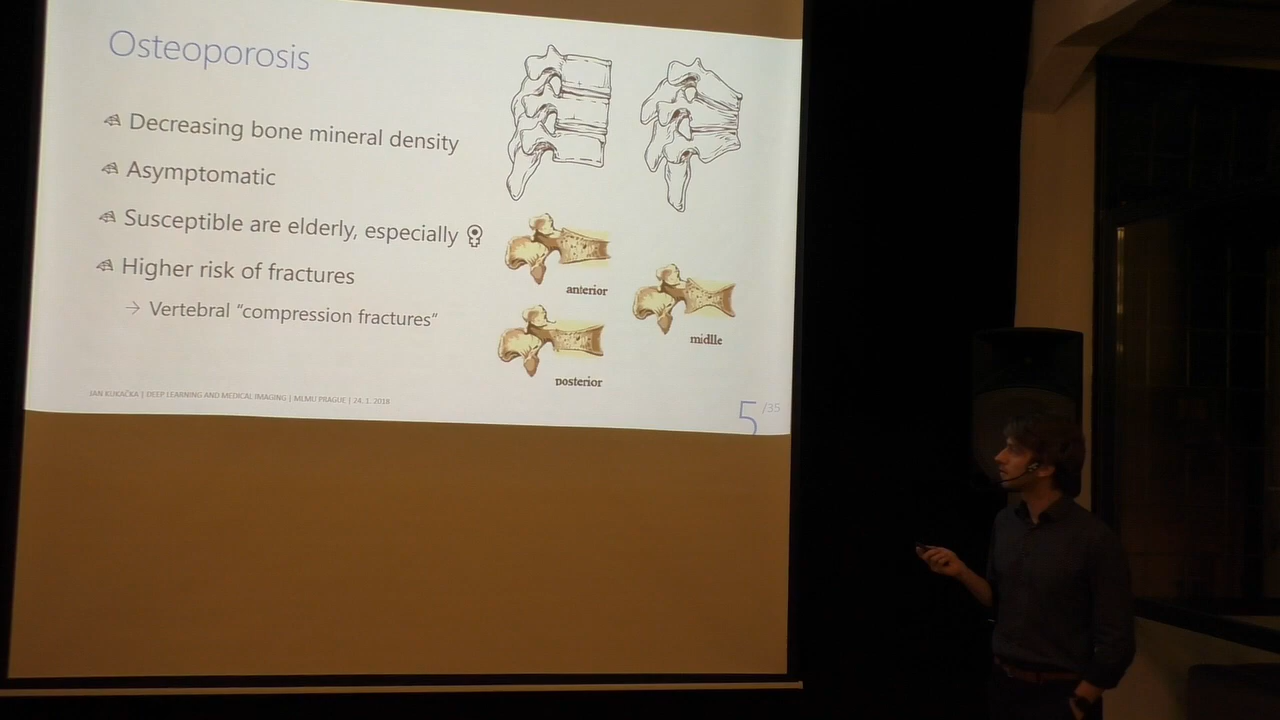 Osteoporosis
Decreasing bone mineral density
Asymptomatic
Susceptible are elderly, especially ♀
Higher risk of fractures
→ Vertebral "compression fractures"
anterior
midlle
posterior
JAN KUKAČKA | DEEP LEARNING AND MEDICAL IMAGING | MLMU PRAGUE | 24. 1. 2018
5/35